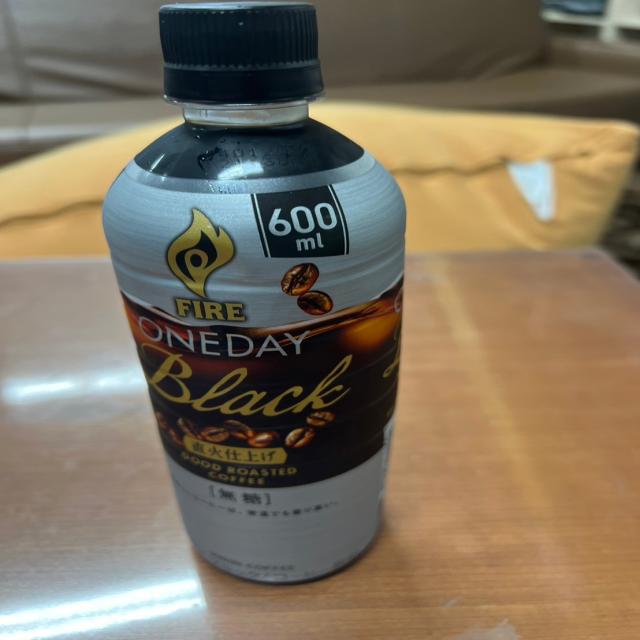 600
ml
FIRE
ONEDAY
Black
直火仕上げ
GOOD ROASTED
COFFEE
[無糖]